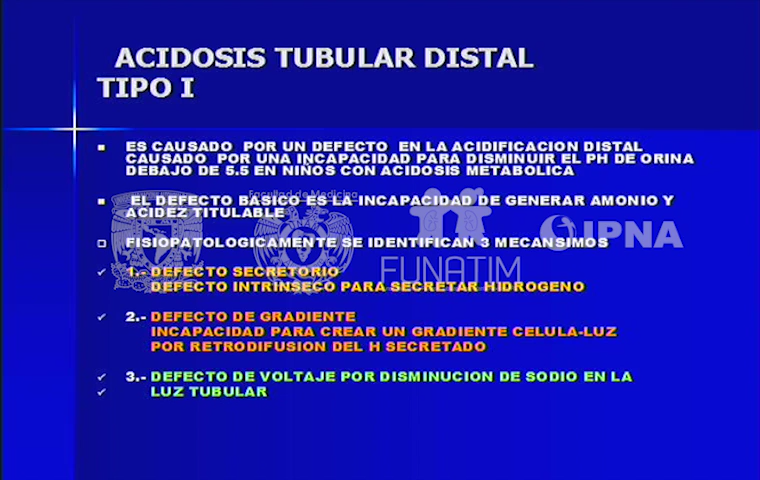 ACIDOSIS TUBULAR DISTAL
TIPO I
ES CAUSADO POR UN DEFECTO EN LA ACIDIFICACION DISTAL
CAUSADO POR UNA INCAPACIDAD PARA DISMINUIR EL PH DE ORINA
DEBAJO DE 5.5 EN NIÑOS CON ACIDOSIS METABOLICA
Facultad de Medicina
EL DEFECTO BASICO ES LA INCAPACIDAD DE GENERAR AMONIO Y
ACIDEZ TITULABLE
IPNA
FISIOPATOLOGICAMENTE SE IDENTIFICAN 3 MECANSIMOS
FUNATIM
1.- DEFECTO SECRETORIO
DEFECTO INTRINSECO PARA SECRETAR HIDROGENO
2.- DEFECTO DE GRADIENTE
INCAPACIDAD PARA CREAR UN GRADIENTE CELULA-LUZ
POR RETRODIFUSION DEL H SECRETADO
3.- DEFECTO DE VOLTAJE POR DISMINUCION DE SODIO EN LA
LUZ TUBULAR